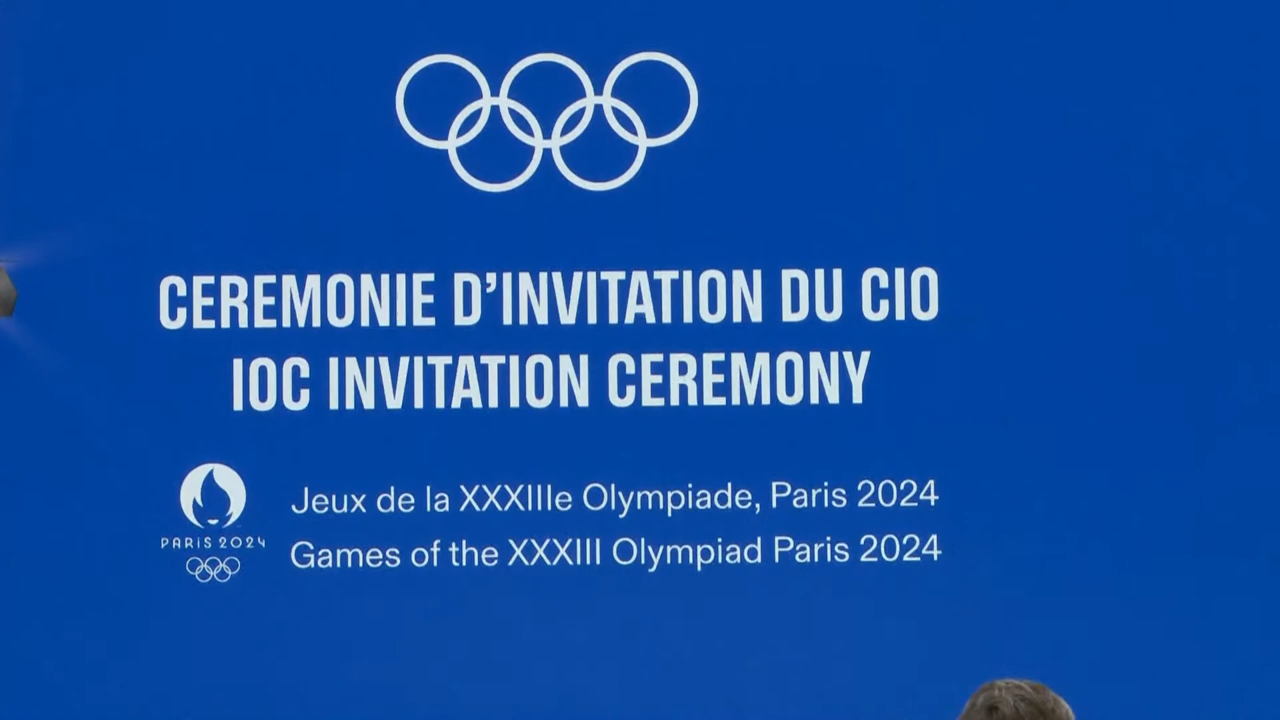 CEREMONIE D'INVITATION DU CIO
IOC INVITATION CEREMONY
Jeux de la XXXIIIe Olympiade, Paris 2024
PARIS 2024
Games of the XXXIII Olympiad Paris 2024